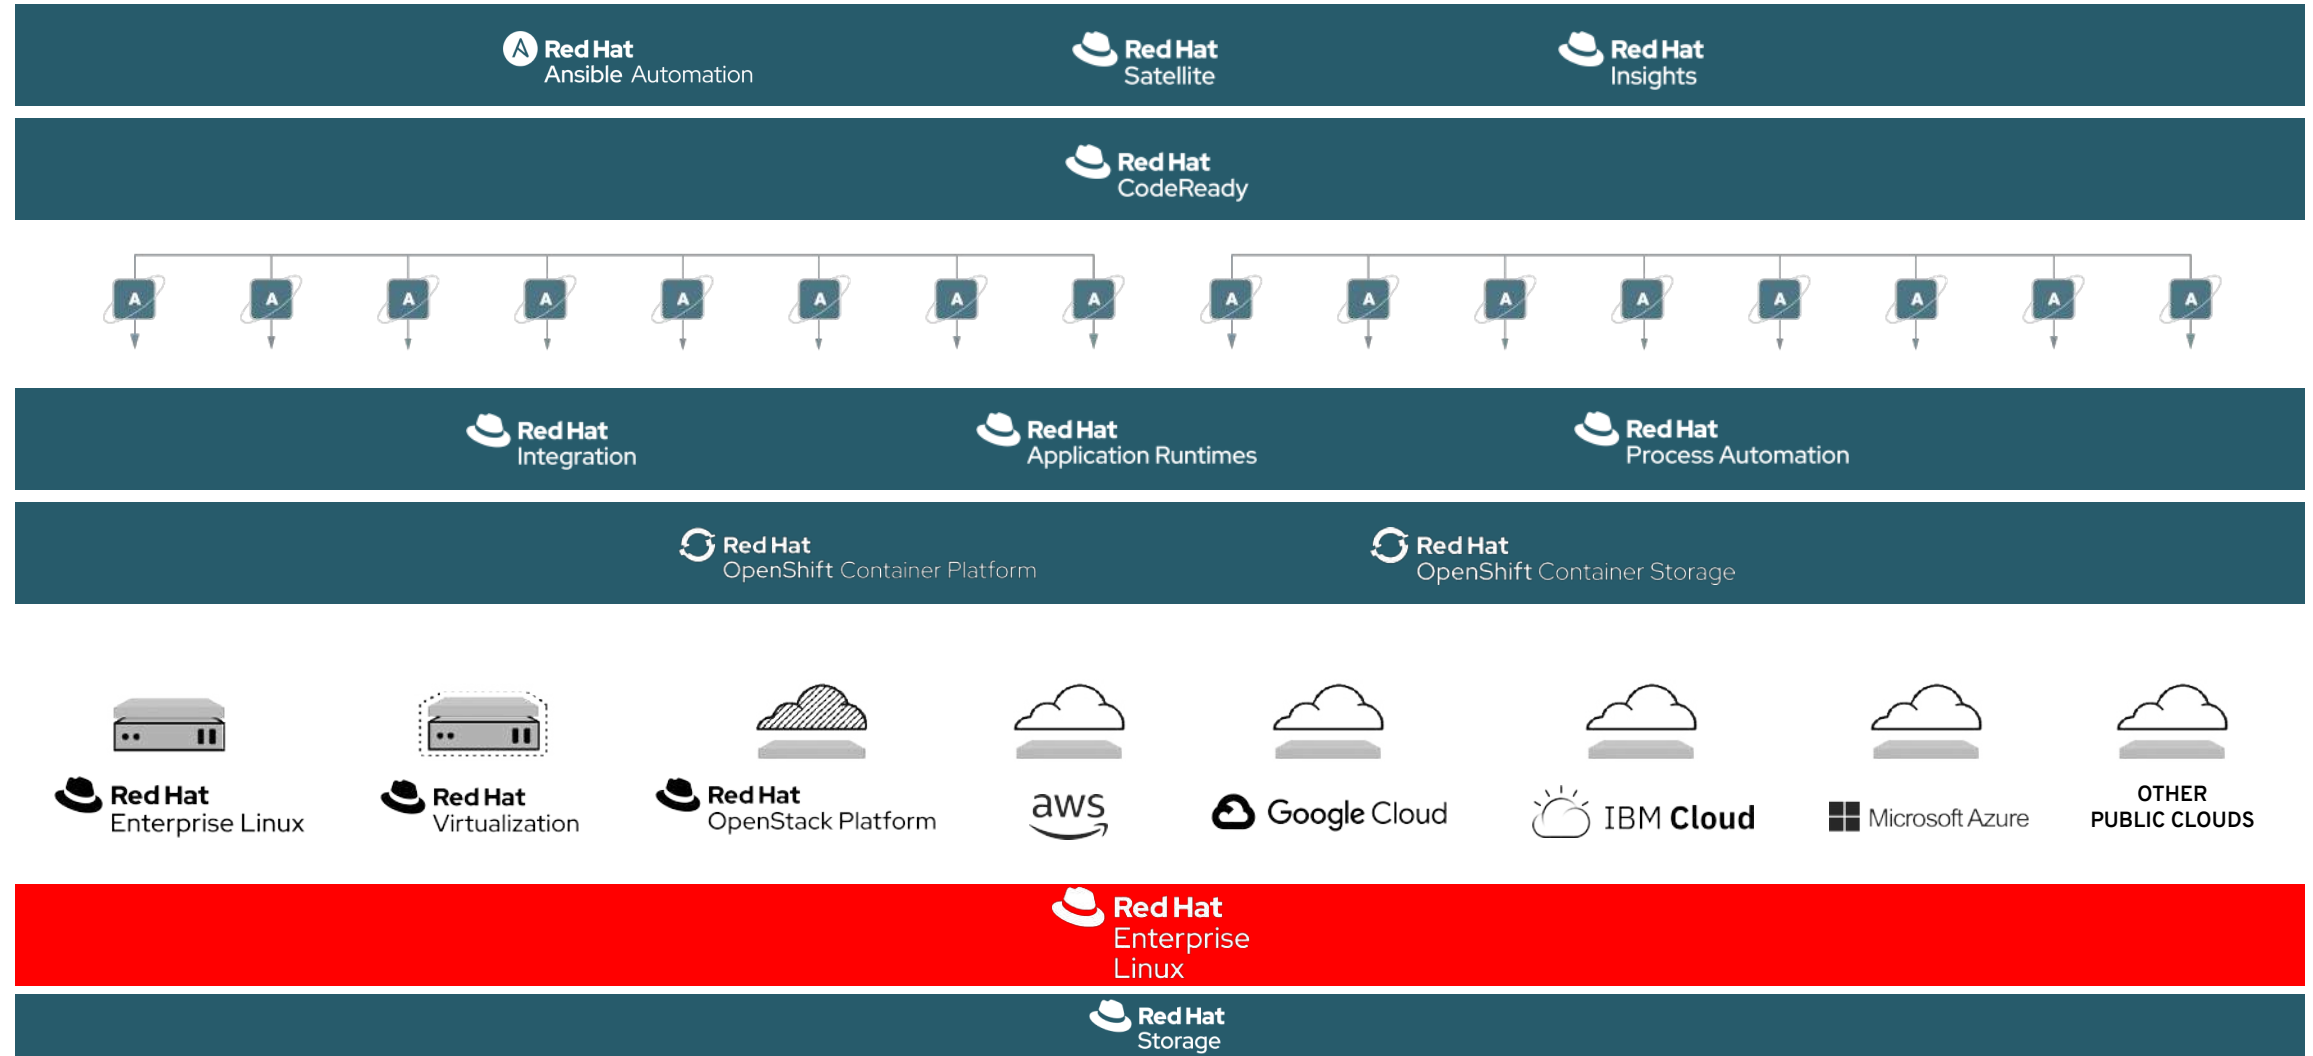 Red Hat
Ansible Automation
Red Hat
Satellite
Red Hat
Insights
Red Hat
CodeReady
A A A A A A A A A A A A A A A A
Red Hat
Integration
Red Hat
Application Runtimes
Red Hat
Process Automation
Red Hat
OpenShift Container Platform
Red Hat
OpenShift Container Storage
Red Hat
Enterprise Linux
Red Hat
Virtualization
Red Hat
OpenStack Platform
aws
Google Cloud
IBM Cloud
Microsoft Azure
OTHER
PUBLIC CLOUDS
Red Hat
Enterprise
Linux
Red Hat
Storage